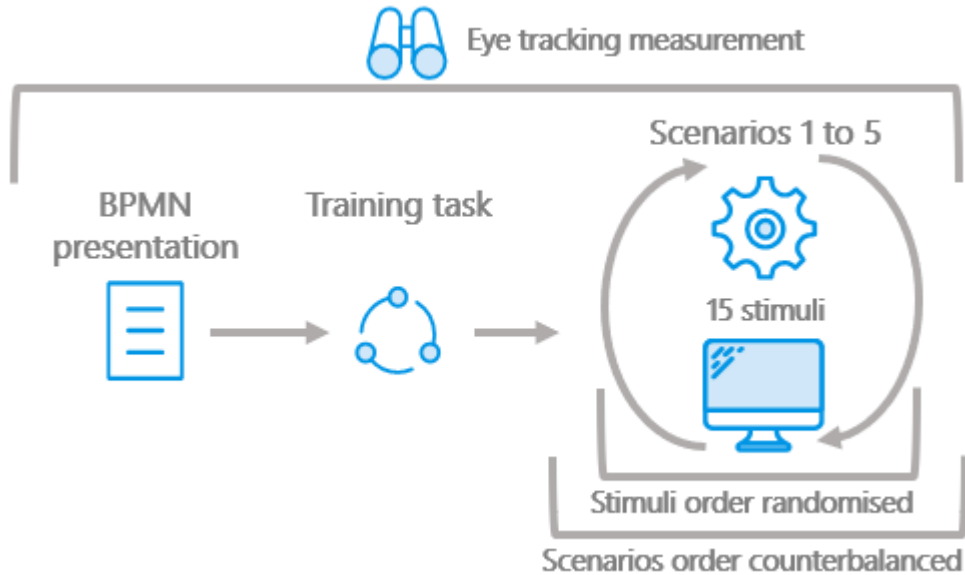 Eye tracking measurement
Scenarios 1 to 5
BPMN
presentation
Training task
15 stimuli
Stimuli order randomised
Scenarios order counterbalanced